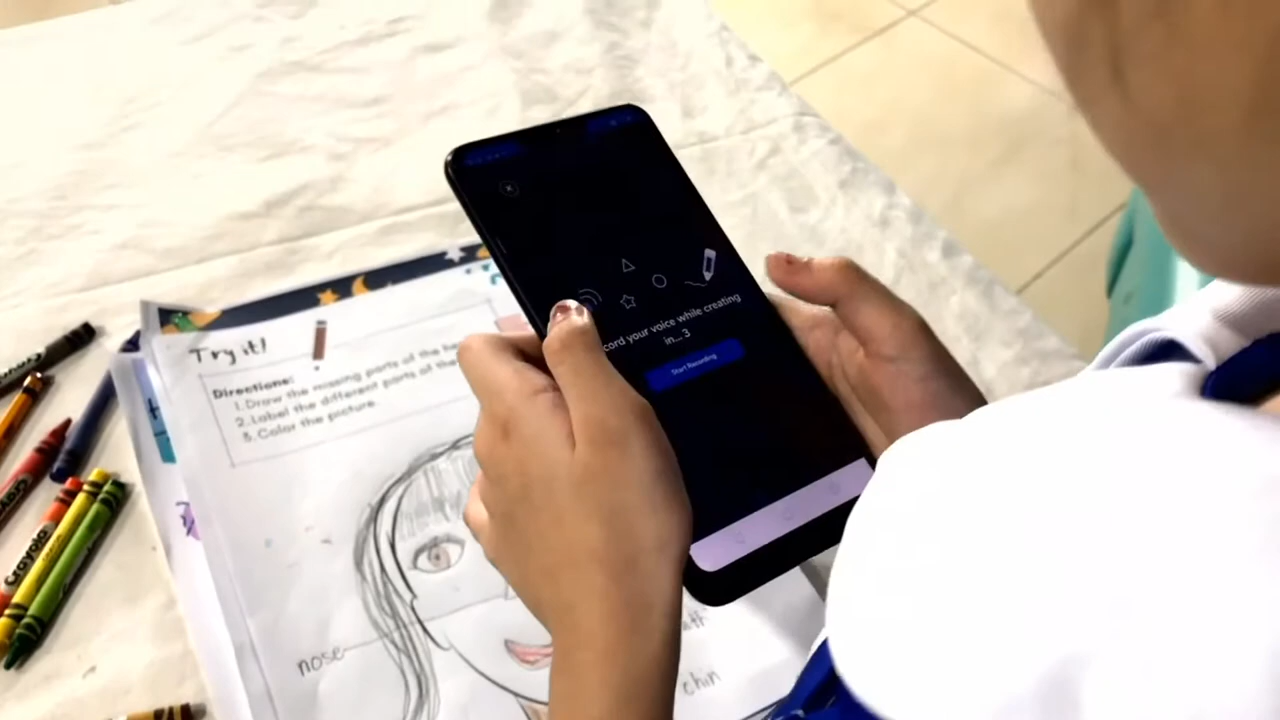 Try it!
Directions:
1. Draw the missing parts of the
2. Label the different parts of the
3. Color the picture.
nose
chin
cord your voice while creating
in... 3
Start Recording
Crayola